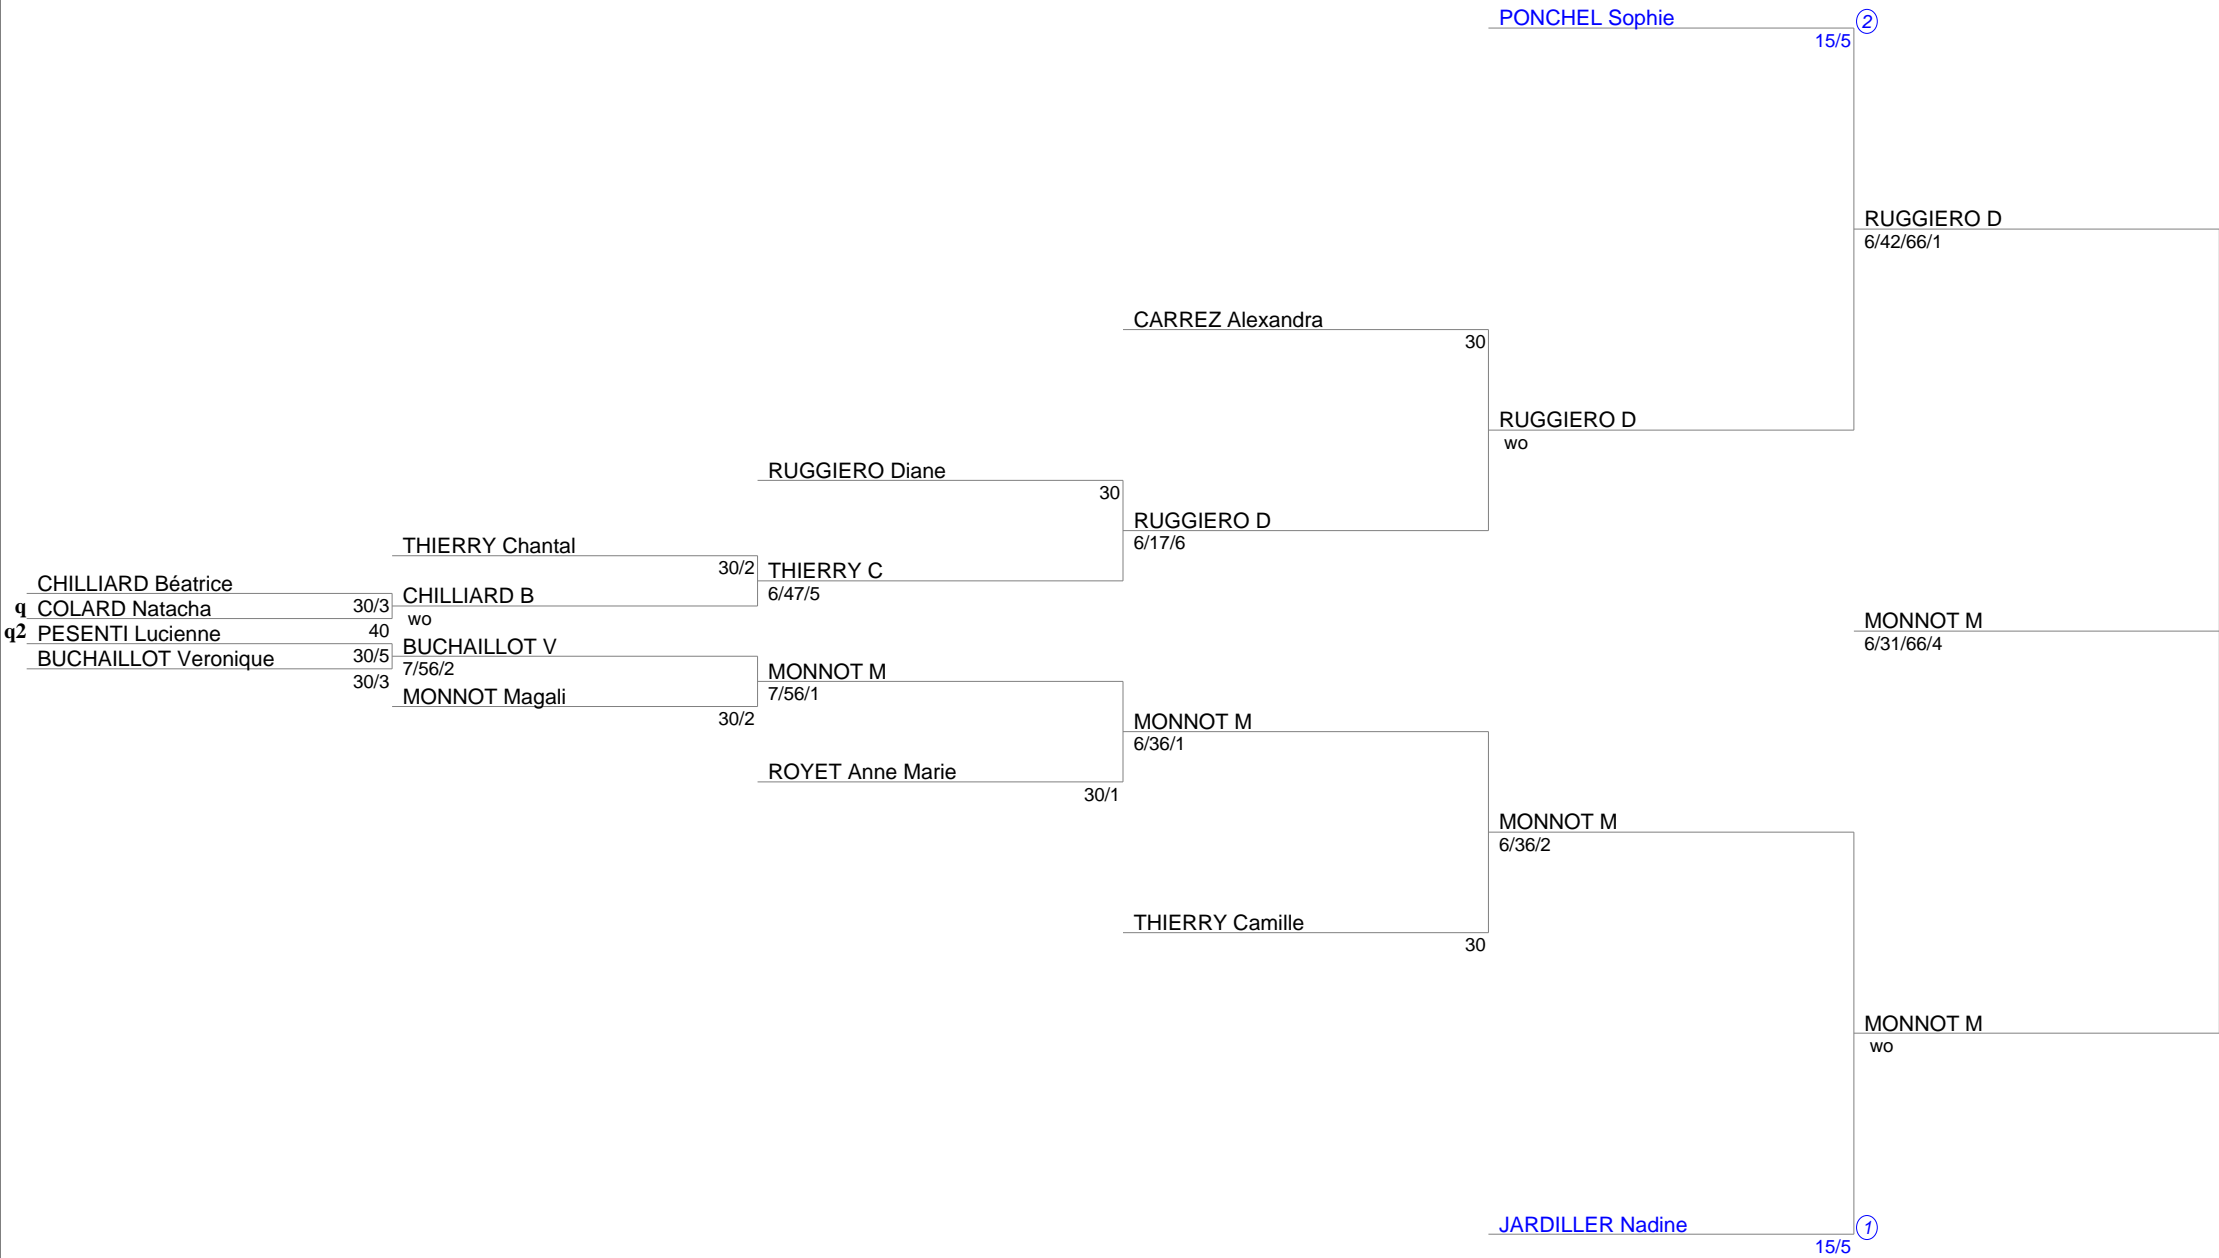 PONCHEL Sophie
2
15/5
RUGGIERO D
6/42/66/1
CARREZ Alexandra
30
RUGGIERO D
wo
RUGGIERO Diane
30
RUGGIERO D
6/17/6
THIERRY Chantal
30/2
THIERRY C
6/47/5
CHILLIARD Béatrice
30/3
CHILLIARD B
wo
q COLARD Natacha
40
q2 PESENTI Lucienne
30/5
BUCHAILLOT V
7/56/2
BUCHAILLOT Veronique
30/3
MONNOT Magali
30/2
MONNOT M
7/56/1
MONNOT M
6/31/66/4
MONNOT M
6/36/1
ROYET Anne Marie
30/1
MONNOT M
6/36/2
THIERRY Camille
30
MONNOT M
wo
JARDILLER Nadine
1
15/5